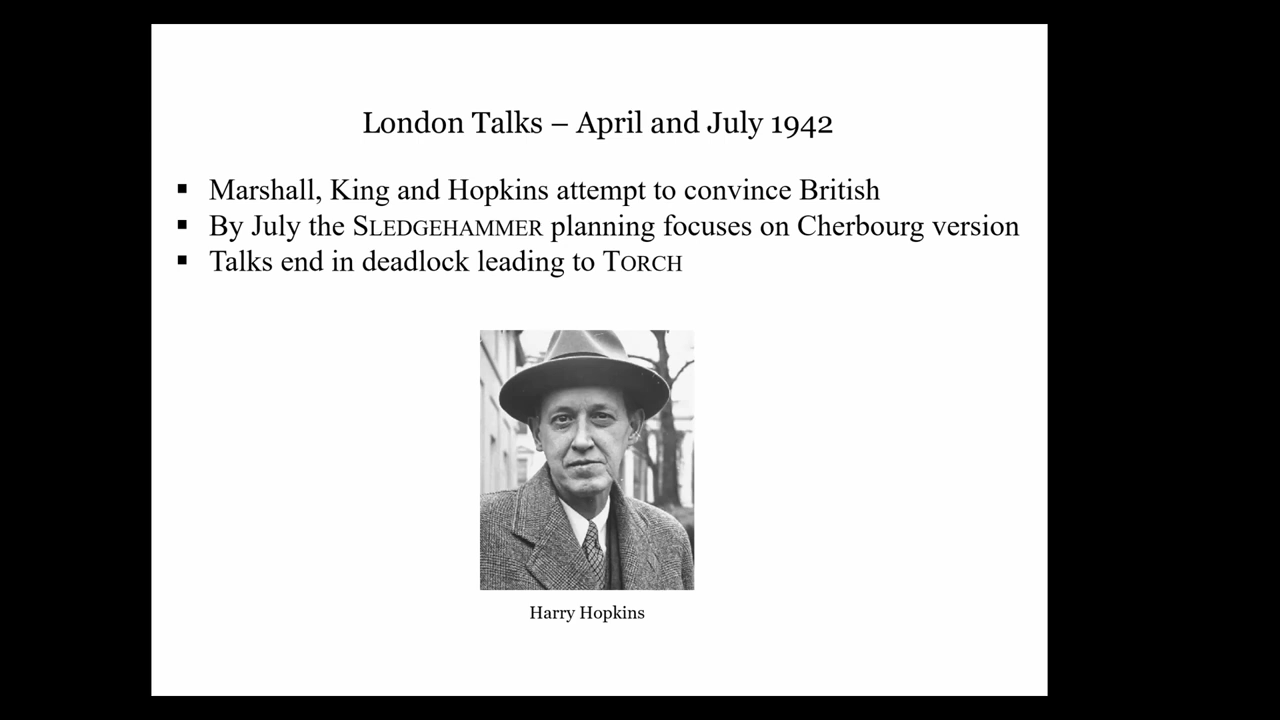 London Talks – April and July 1942
▪ Marshall, King and Hopkins attempt to convince British
▪ By July the SLEDGEHAMMER planning focuses on Cherbourg version
▪ Talks end in deadlock leading to TORCH
Harry Hopkins